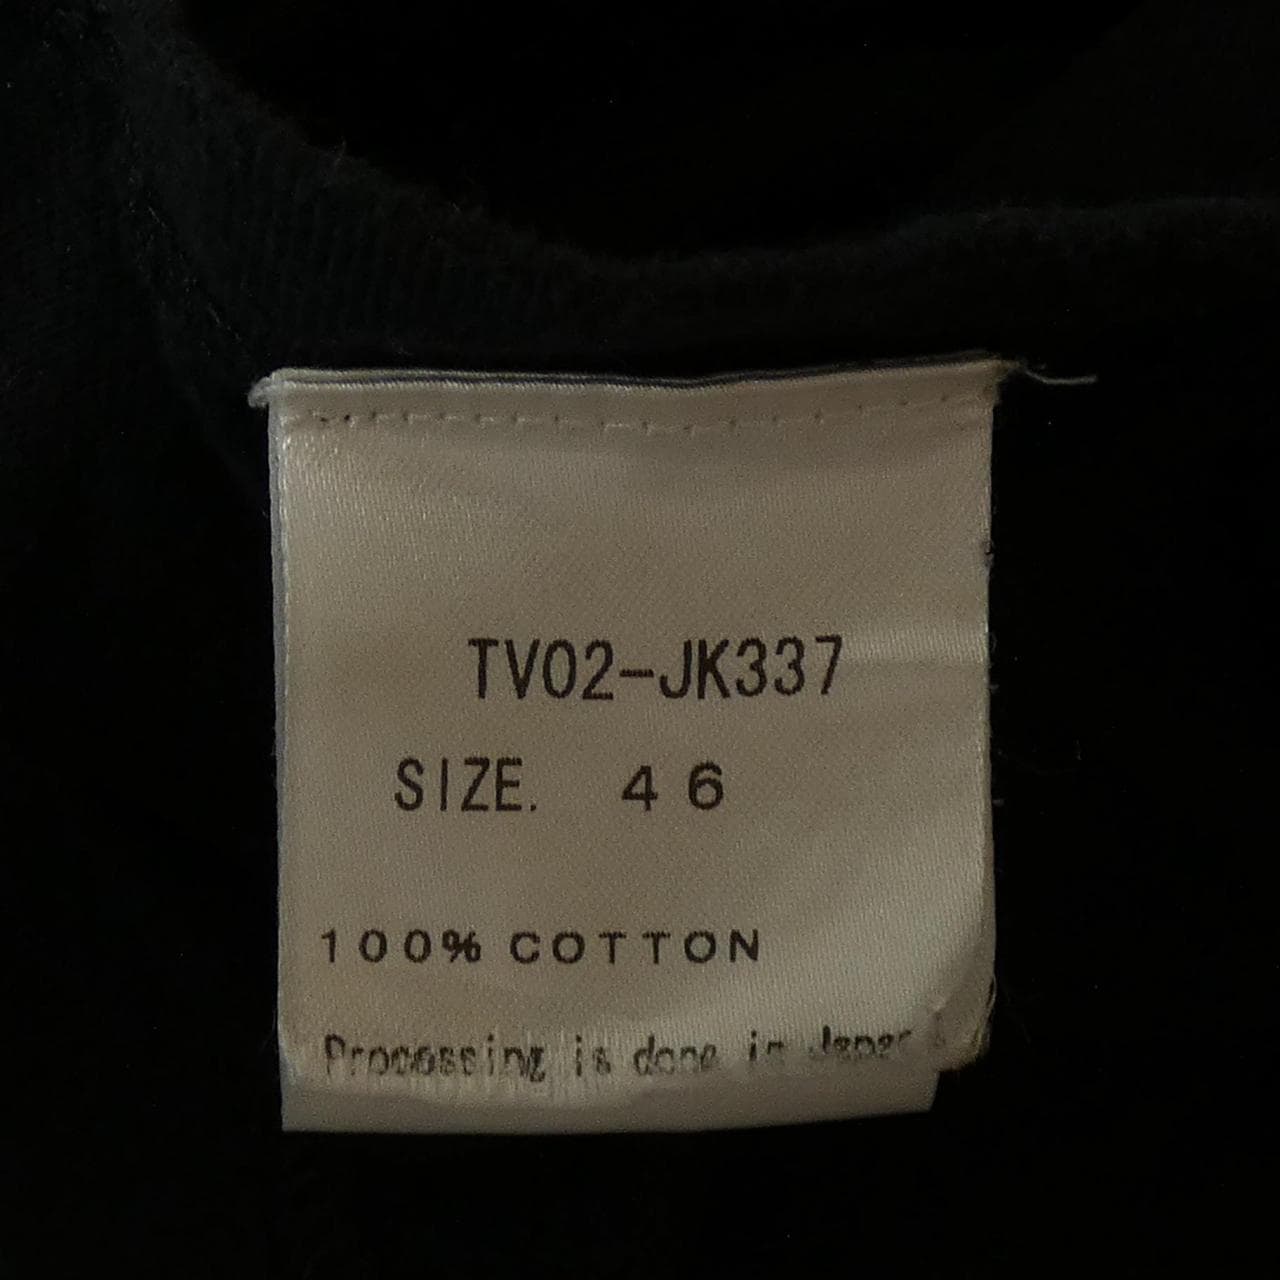 TV02-JK337
SIZE. 46
100% COTTON
Processing is done in Japan